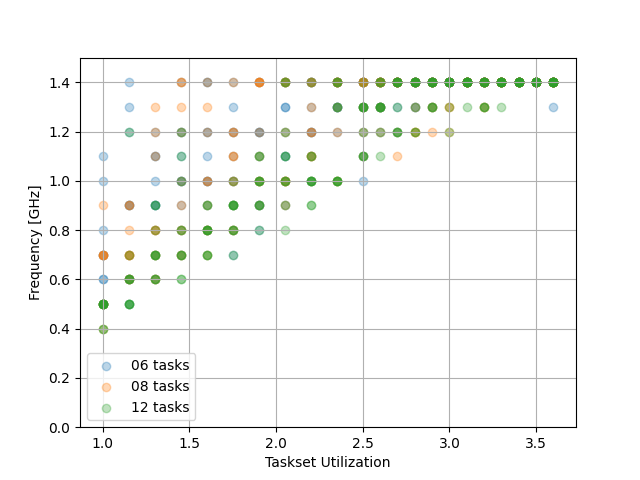 1.4
1.2
1.0
0.8
0.6
0.4
0.2
0.0
Frequency [GHz]
06 tasks
08 tasks
12 tasks
1.0 1.5 2.0 2.5 3.0 3.5
Taskset Utilization